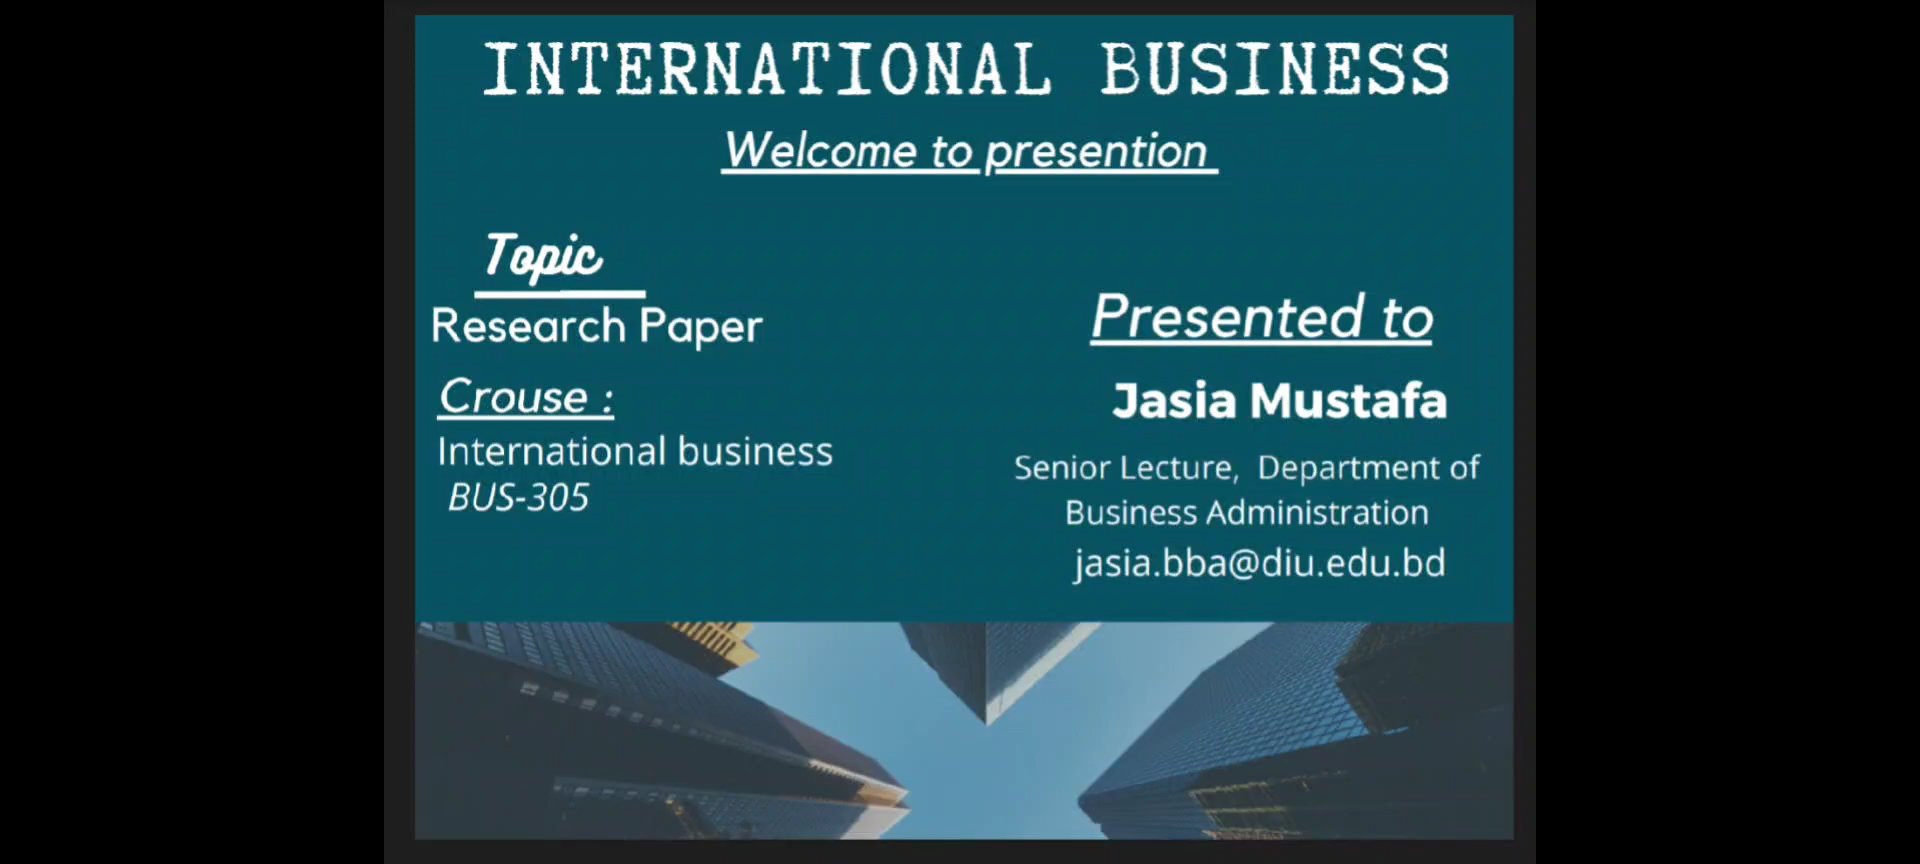 INTERNATIONAL BUSINESS
Welcome to presention
Topic
Research Paper
Crouse :
International business
BUS-305
Presented to
Jasia Mustafa
Senior Lecture, Department of
Business Administration
jasia.bba@diu.edu.bd